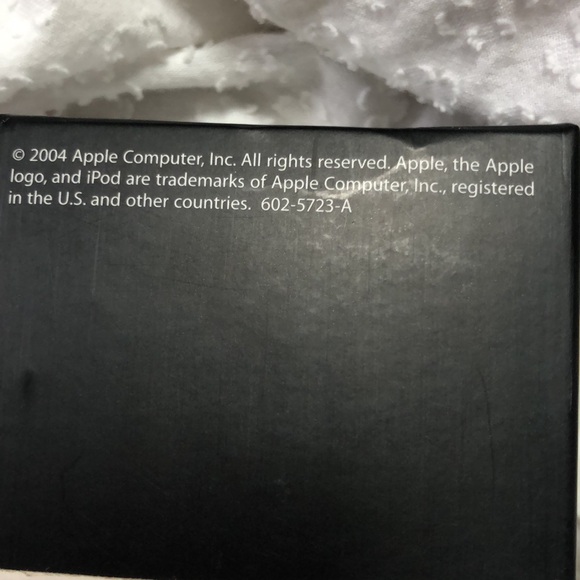 © 2004 Apple Computer, Inc. All rights reserved. Apple, the Apple
logo, and iPod are trademarks of Apple Computer, Inc., registered
in the U.S. and other countries.  602-5723-A